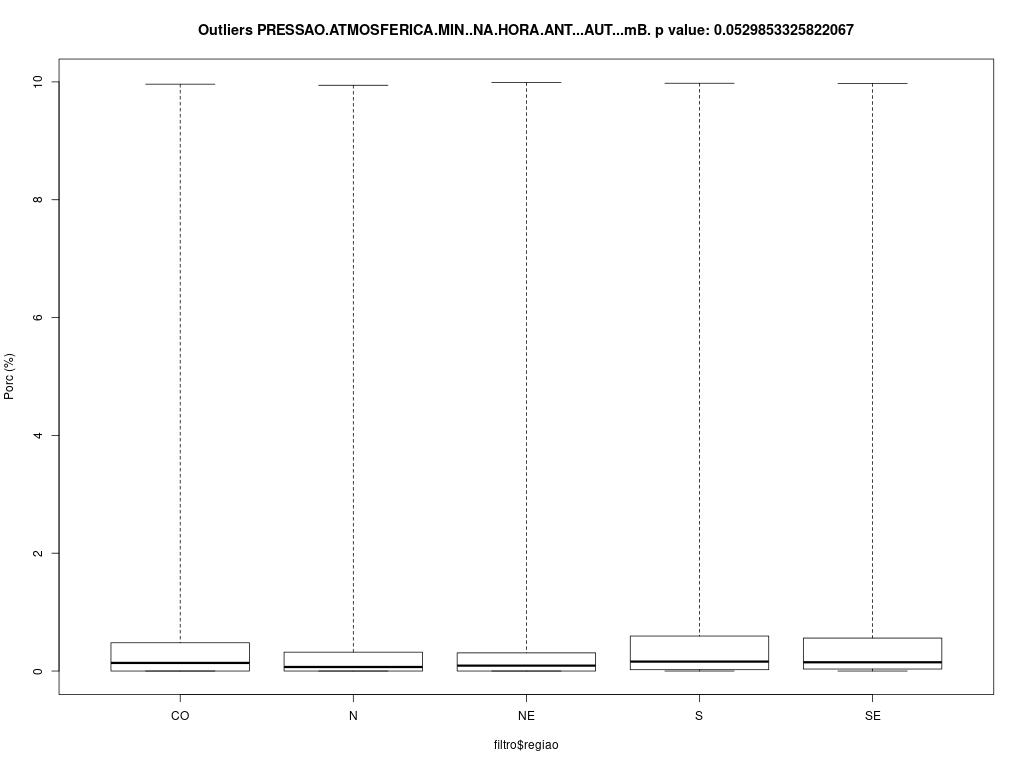 Outliers PRESSAO.ATMOSFERICA.MIN..NA.HORA.ANT...AUT...mB. p value: 0.0529853325822067
Porc (%)
10
8
6
4
2
0
CO N NE S SE
filtro$regiao